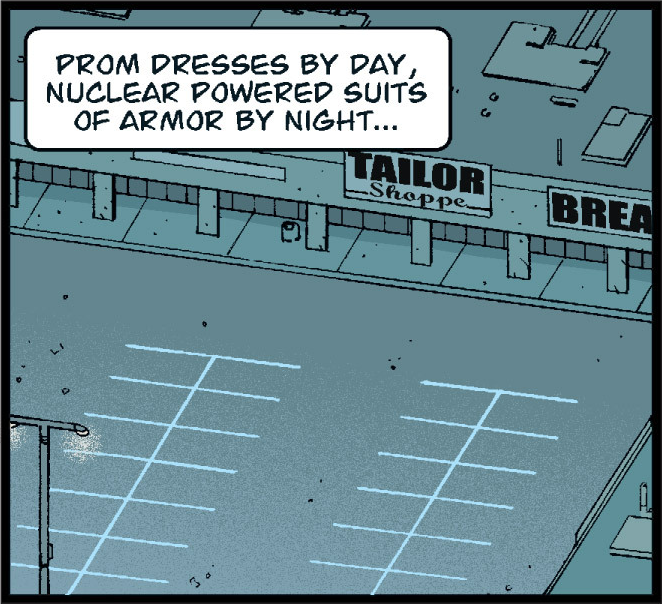 PROM DRESSES BY DAY,
NUCLEAR POWERED SUITS
OF ARMOR BY NIGHT...
TAILOR
Shoppe
BREA